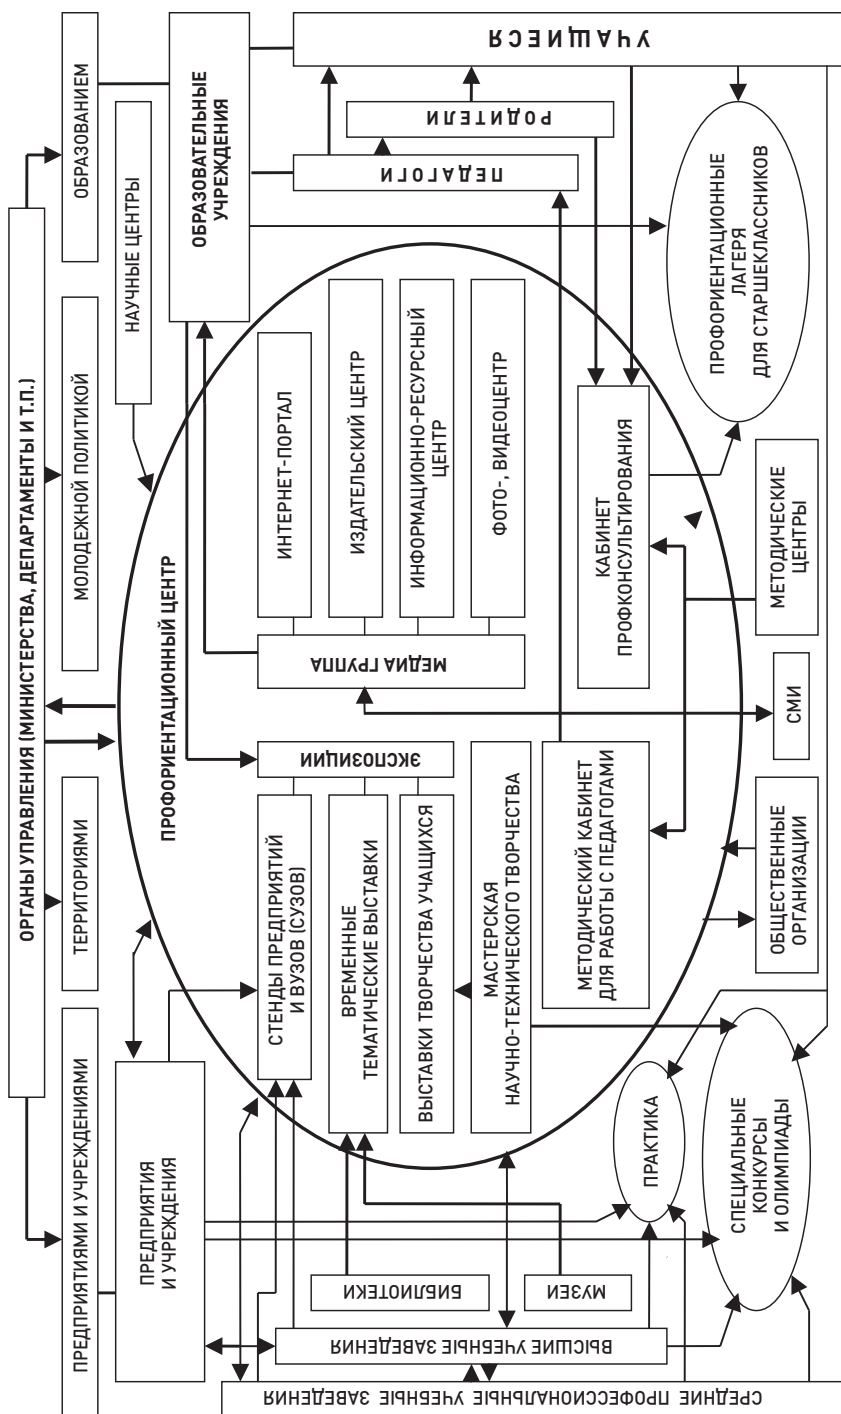 ОРГАНЫ УПРАВЛЕНИЯ (МИНИСТЕРСТВА, ДЕПАРТАМЕНТЫ И Т.П.)
ПРЕДПРИЯТИЯМИ И УЧРЕЖДЕНИЯМИ
ТЕРРИТОРИЯМИ
МОЛОДЕЖНОЙ ПОЛИТИКОЙ
ОБРАЗОВАНИЕМ
НАУЧНЫЕ ЦЕНТРЫ
ПРЕДПРИЯТИЯ
И УЧРЕЖДЕНИЯ
ПРОФОРИЕНТАЦИОННЫЙ ЦЕНТР
ОБРАЗОВАТЕЛЬНЫЕ
УЧРЕЖДЕНИЯ
СТЕНДЫ ПРЕДПРИЯТИЙ
И ВУЗОВ (СУЗОВ)
ВРЕМЕННЫЕ
ТЕМАТИЧЕСКИЕ ВЫСТАВКИ
ВЫСТАВКИ ТВОРЧЕСТВА УЧАЩИХСЯ
ЭКСПОЗИЦИИ
МЕДИА ГРУППА
ИНТЕРНЕТ-ПОРТАЛ
ИЗДАТЕЛЬСКИЙ ЦЕНТР
ИНФОРМАЦИОННО-РЕСУРСНЫЙ
ЦЕНТР
ФОТО-, ВИДЕОЦЕНТР
МАСТЕРСКАЯ
НАУЧНО-ТЕХНИЧЕСКОГО ТВОРЧЕСТВА
МЕТОДИЧЕСКИЙ КАБИНЕТ
ДЛЯ РАБОТЫ С ПЕДАГОГАМИ
КАБИНЕТ
ПРОФКОНСУЛЬТИРОВАНИЯ
ПЕДАГОГИ
РОДИТЕЛИ
УЧАЩИЕСЯ
БИБЛИОТЕКИ
МУЗЕИ
ВЫСШИЕ УЧЕБНЫЕ ЗАВЕДЕНИЯ
СРЕДНИЕ ПРОФЕССИОНАЛЬНЫЕ УЧЕБНЫЕ ЗАВЕДЕНИЯ
ПРАКТИКА
СПЕЦИАЛЬНЫЕ
КОНКУРСЫ
И ОЛИМПИАДЫ
ОБЩЕСТВЕННЫЕ
ОРГАНИЗАЦИИ
СМИ
МЕТОДИЧЕСКИЕ
ЦЕНТРЫ
ПРОФОРИЕНТАЦИОННЫЕ
ЛАГЕРЯ
ДЛЯ СТАРШЕКЛАССНИКОВ